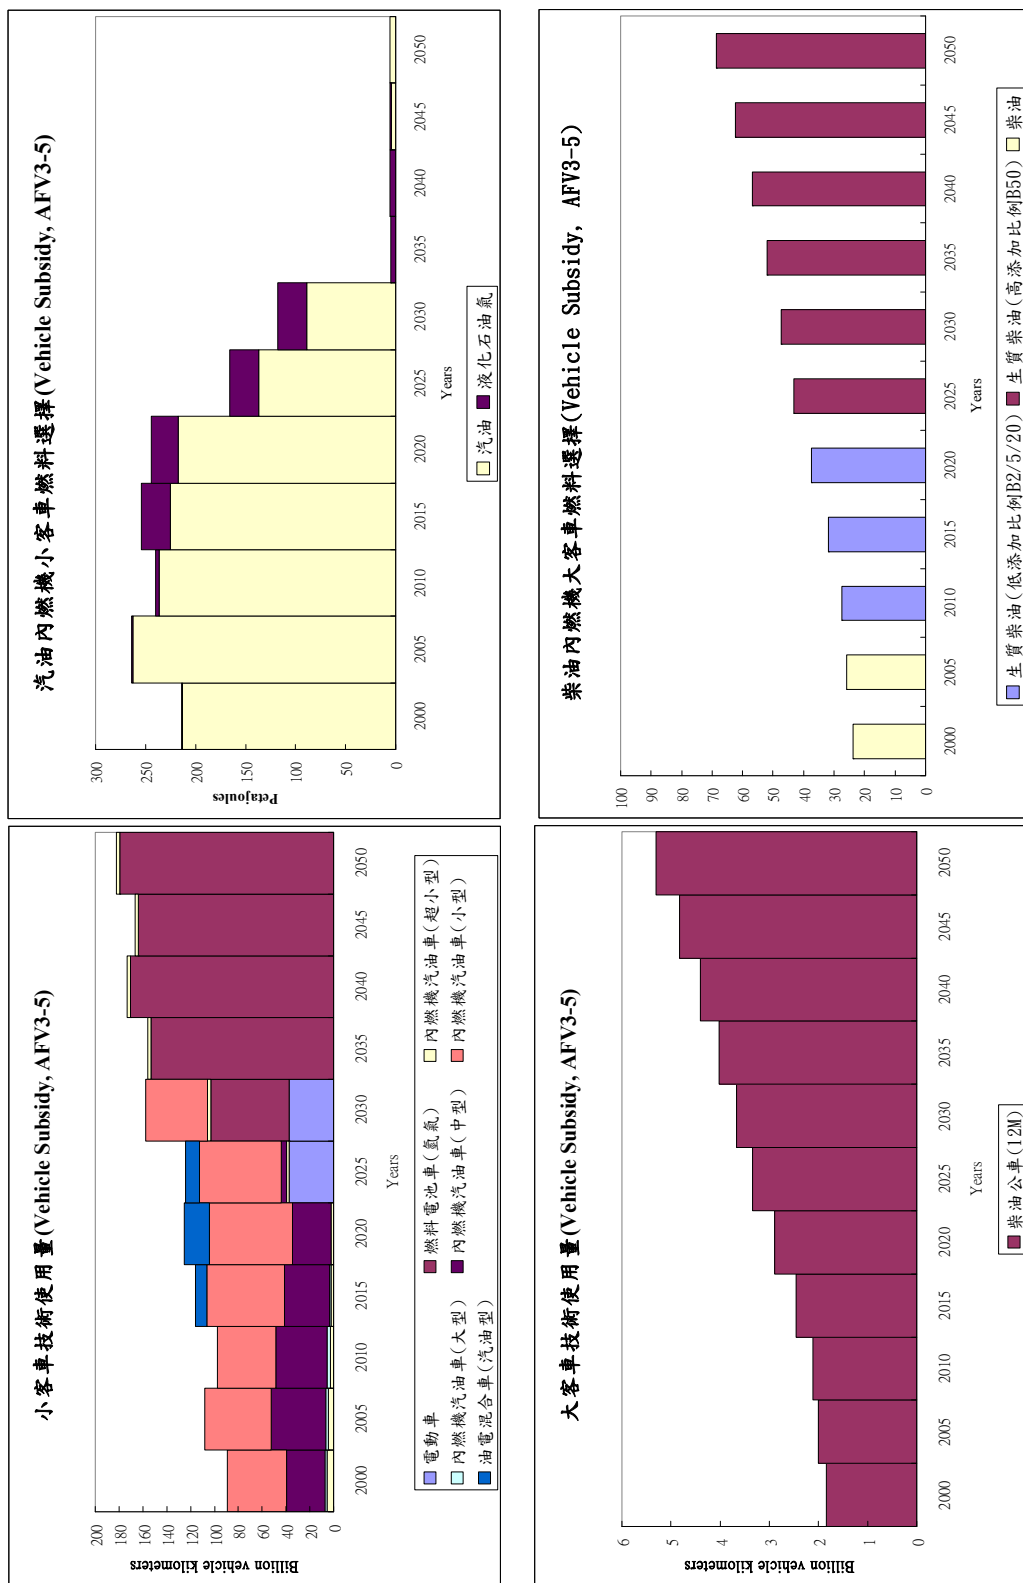 小客車技術使用量(Vehicle Subsidy, AFV3-5)
Billion vehicle kilometers
200
180
160
140
120
100
80
60
40
20
0
2000 2005 2010 2015 2020 2025 2030 2035 2040 2045 2050
Years
電動車 燃料電池車(氫氣) 內燃機汽油車(超小型)
內燃機汽油車(大型) 內燃機汽油車(中型) 內燃機汽油車(小型)
油電混合車(汽油型)
汽油內燃機小客車燃料選擇(Vehicle Subsidy, AFV3-5)
Petajoules
300
250
200
150
100
50
0
2000 2005 2010 2015 2020 2025 2030 2035 2040 2045 2050
Years
汽油 液化石油氣
大客車技術使用量(Vehicle Subsidy, AFV3-5)
Billion vehicle kilometers
6
5
4
3
2
1
0
2000 2005 2010 2015 2020 2025 2030 2035 2040 2045 2050
Years
柴油公車(12M)
柴油內燃機大客車燃料選擇(Vehicle Subsidy, AFV3-5)
100
90
80
70
60
50
40
30
20
10
0
2000 2005 2010 2015 2020 2025 2030 2035 2040 2045 2050
Years
生質柴油(低添加比例B2/5/20) 生質柴油(高添加比例B50) 柴油